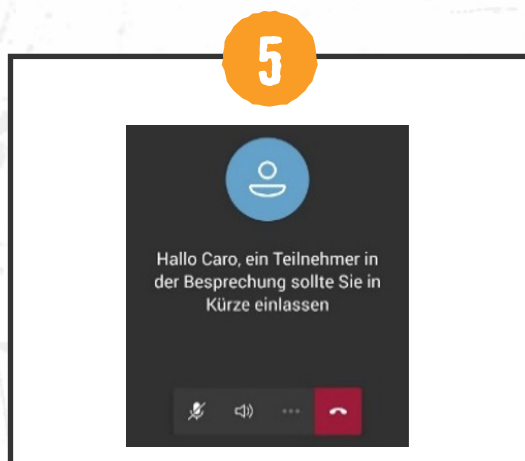 5
Hallo Caro, ein Teilnehmer in
der Besprechung sollte Sie in
Kürze einlassen